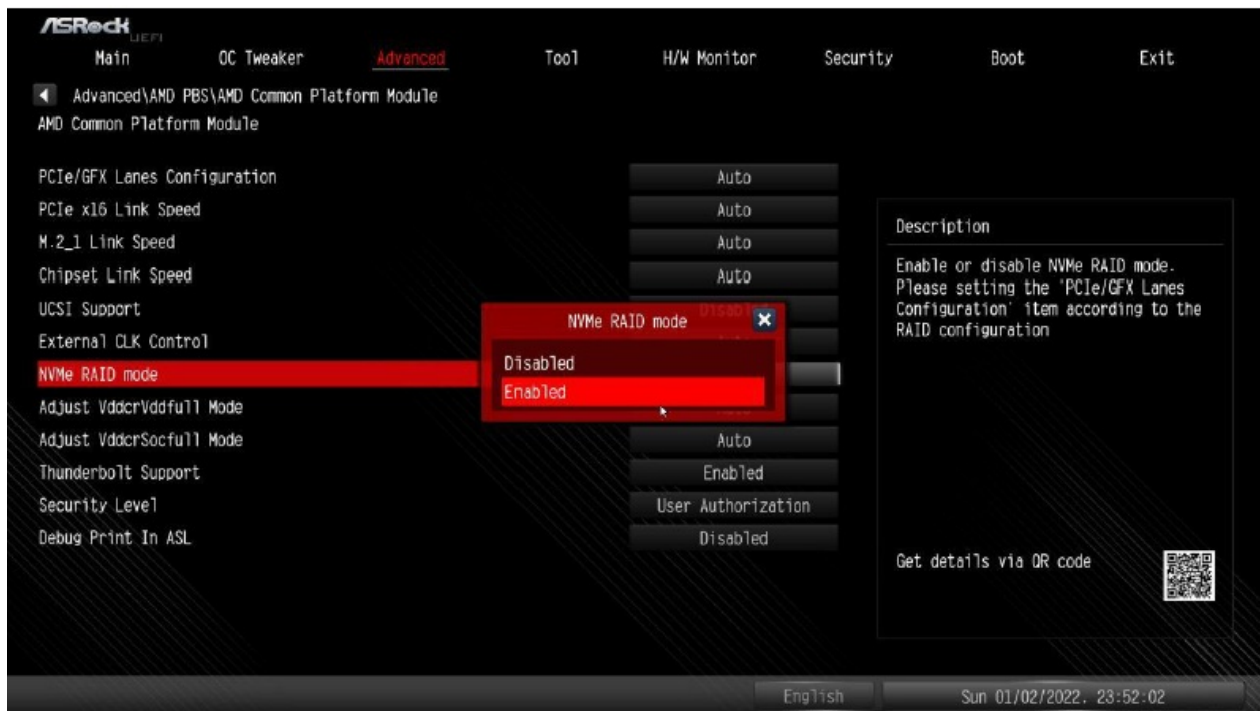 ASRock
UEFI
Main OC Tweaker Advanced Tool H/W Monitor Security Boot Exit
Advanced\AMD PBS\AMD Common Platform Module
AMD Common Platform Module
PCIe/GFX Lanes Configuration Auto
PCIe x16 Link Speed Auto
M.2_1 Link Speed Auto
Chipset Link Speed Auto
UCSI Support Disabled
External CLK Control
NVMe RAID mode
Adjust VddcrVddfull Mode
Adjust VddcrSocfull Mode Auto
Thunderbolt Support Enabled
Security Level User Authorization
Debug Print In ASL Disabled
NVMe RAID mode
Disabled
Enabled
Description
Enable or disable NVMe RAID mode.
Please setting the 'PCIe/GFX Lanes
Configuration' item according to the
RAID configuration
Get details via QR code
English Sun 01/02/2022. 23:52:02